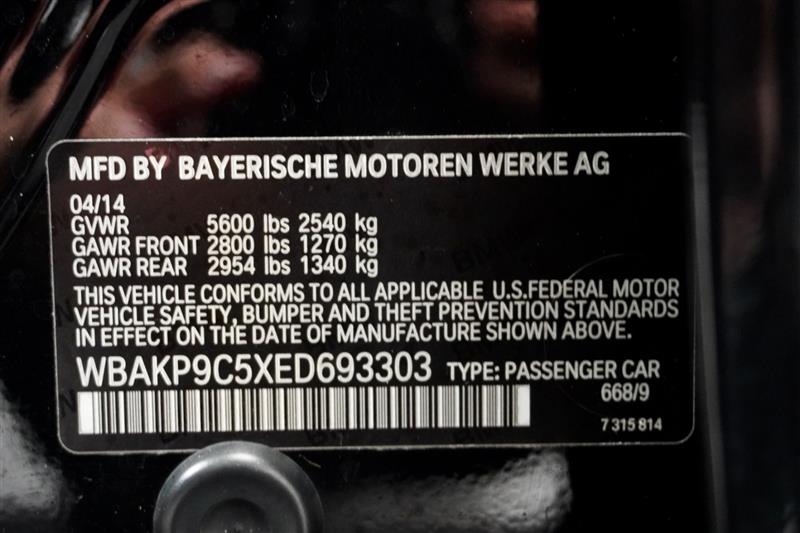 MFD BY BAYERISCHE MOTOREN WERKE AG
04/14
GVWR 5600 lbs 2540 kg
GAWR FRONT 2800 lbs 1270 kg
GAWR REAR 2954 lbs 1340 kg
THIS VEHICLE CONFORMS TO ALL APPLICABLE U.S.FEDERAL MOTOR
VEHICLE SAFETY, BUMPER AND THEFT PREVENTION STANDARDS
IN EFFECT ON THE DATE OF MANUFACTURE SHOWN ABOVE.
WBAKP9C5XED693303 TYPE: PASSENGER CAR
668/9
7 315 814